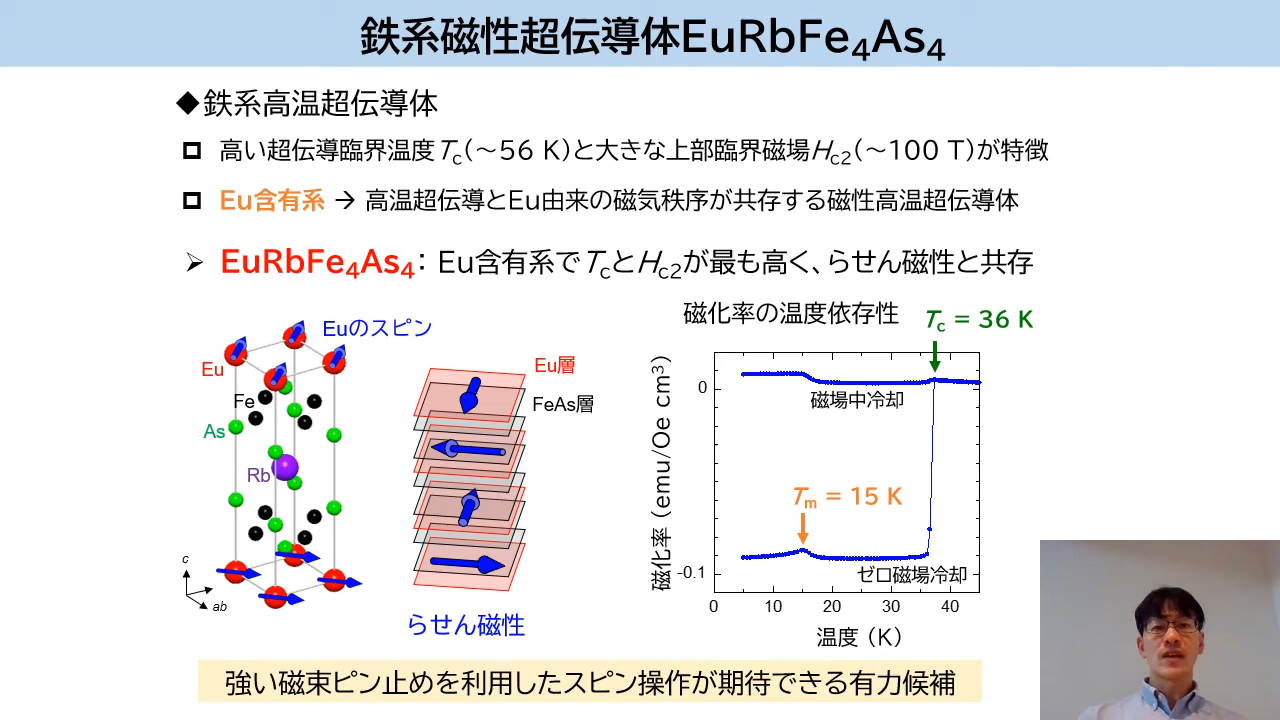 鉄系磁性超伝導体EuRbFe₄As₄
◆鉄系高温超伝導体
高い超伝導臨界温度Tc(～56 K)と大きな上部臨界磁場Hc2(～100 T)が特徴
Eu含有系 → 高温超伝導とEu由来の磁気秩序が共存する磁性高温超伝導体
➢ EuRbFe₄As₄： Eu含有系でTcとHc2が最も高く、らせん磁性と共存
Euのスピン
Eu
Fe
As
Rb
c
ab
Eu層
FeAs層
らせん磁性
磁化率の温度依存性
Tc = 36 K
磁場中冷却
Tm = 15 K
ゼロ磁場冷却
磁化率 (emu/Oe cm³)
0
-0.1
0 10 20 30 40
温度 (K)
強い磁束ピン止めを利用したスピン操作が期待できる有力候補